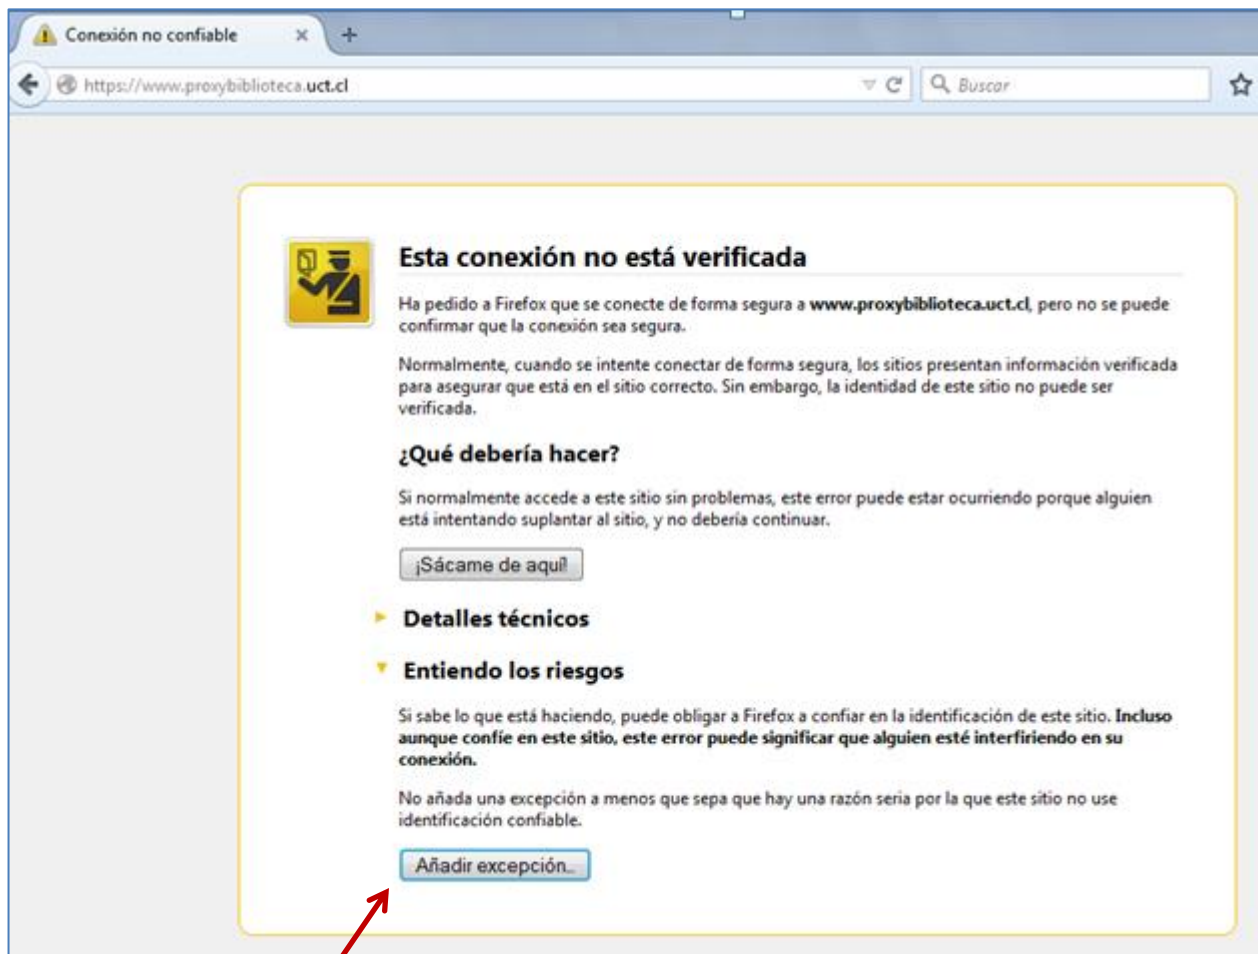 Conexión no confiable
https://www.proxybiblioteca.uct.cl
Buscar
Esta conexión no está verificada
Ha pedido a Firefox que se conecte de forma segura a www.proxybiblioteca.uct.cl, pero no se puede
confirmar que la conexión sea segura.
Normalmente, cuando se intente conectar de forma segura, los sitios presentan información verificada
para asegurar que está en el sitio correcto. Sin embargo, la identidad de este sitio no puede ser
verificada.
¿Qué debería hacer?
Si normalmente accede a este sitio sin problemas, este error puede estar ocurriendo porque alguien
está intentando suplantar al sitio, y no debería continuar.
¡Sácame de aquí!
Detalles técnicos
Entiendo los riesgos
Si sabe lo que está haciendo, puede obligar a Firefox a confiar en la identificación de este sitio. Incluso
aunque confíe en este sitio, este error puede significar que alguien esté interfiriendo en su
conexión.
No añada una excepción a menos que sepa que hay una razón seria por la que este sitio no use
identificación confiable.
Añadir excepción...